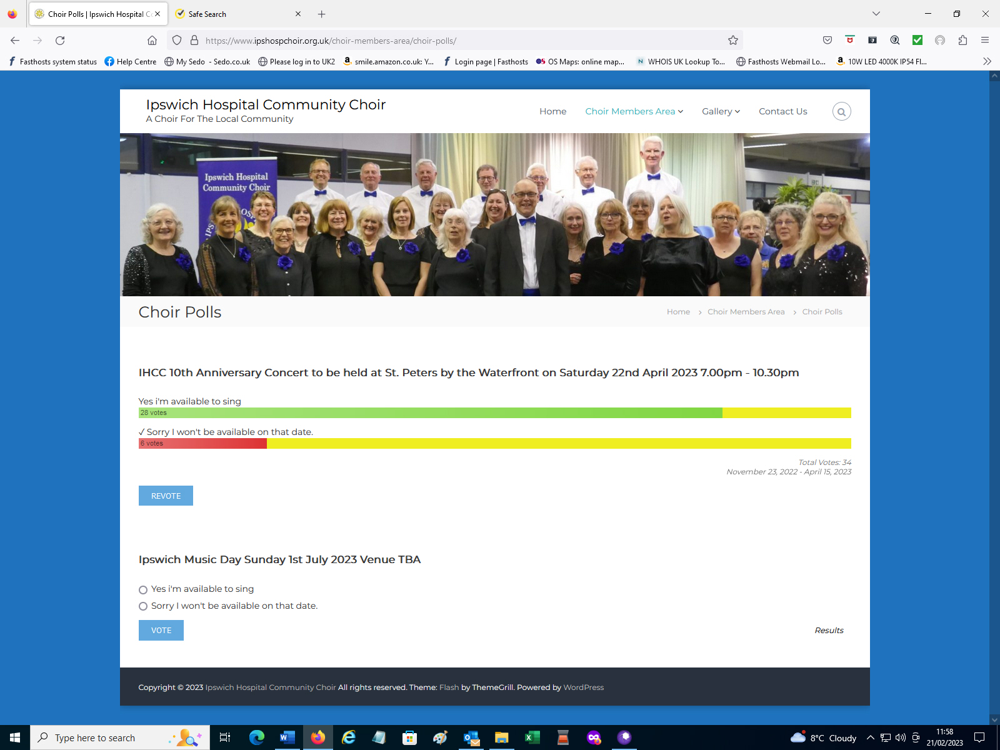 Choir Polls | Ipswich Hospital C
Safe Search
https://www.ipshospchoir.org.uk/choir-members-area/choir-polls/
Fasthosts system status
Help Centre
My Sedo - Sedo.co.uk
Please log in to UK2
smile.amazon.co.uk: Y...
Login page | Fasthosts
OS Maps: online map...
WHOIS UK Lookup To...
Fasthosts Webmail Lo...
10W LED 4000K IP54 Fl...
Ipswich Hospital Community Choir
A Choir For The Local Community
Home
Choir Members Area
Gallery
Contact Us
Ipswich Hospital
Community Choir
Choir Polls
Home > Choir Members Area > Choir Polls
IHCC 10th Anniversary Concert to be held at St. Peters by the Waterfront on Saturday 22nd April 2023 7.00pm - 10.30pm
Yes i'm available to sing
28 votes
✓ Sorry I won't be available on that date.
6 votes
Total Votes: 34
November 23, 2022 - April 15, 2023
REVOTE
Ipswich Music Day Sunday 1st July 2023 Venue TBA
Yes i'm available to sing
Sorry I won't be available on that date.
VOTE
Results
Copyright © 2023 Ipswich Hospital Community Choir All rights reserved. Theme: Flash by ThemeGrill. Powered by WordPress
Type here to search
8°C Cloudy
11:58
21/02/2023